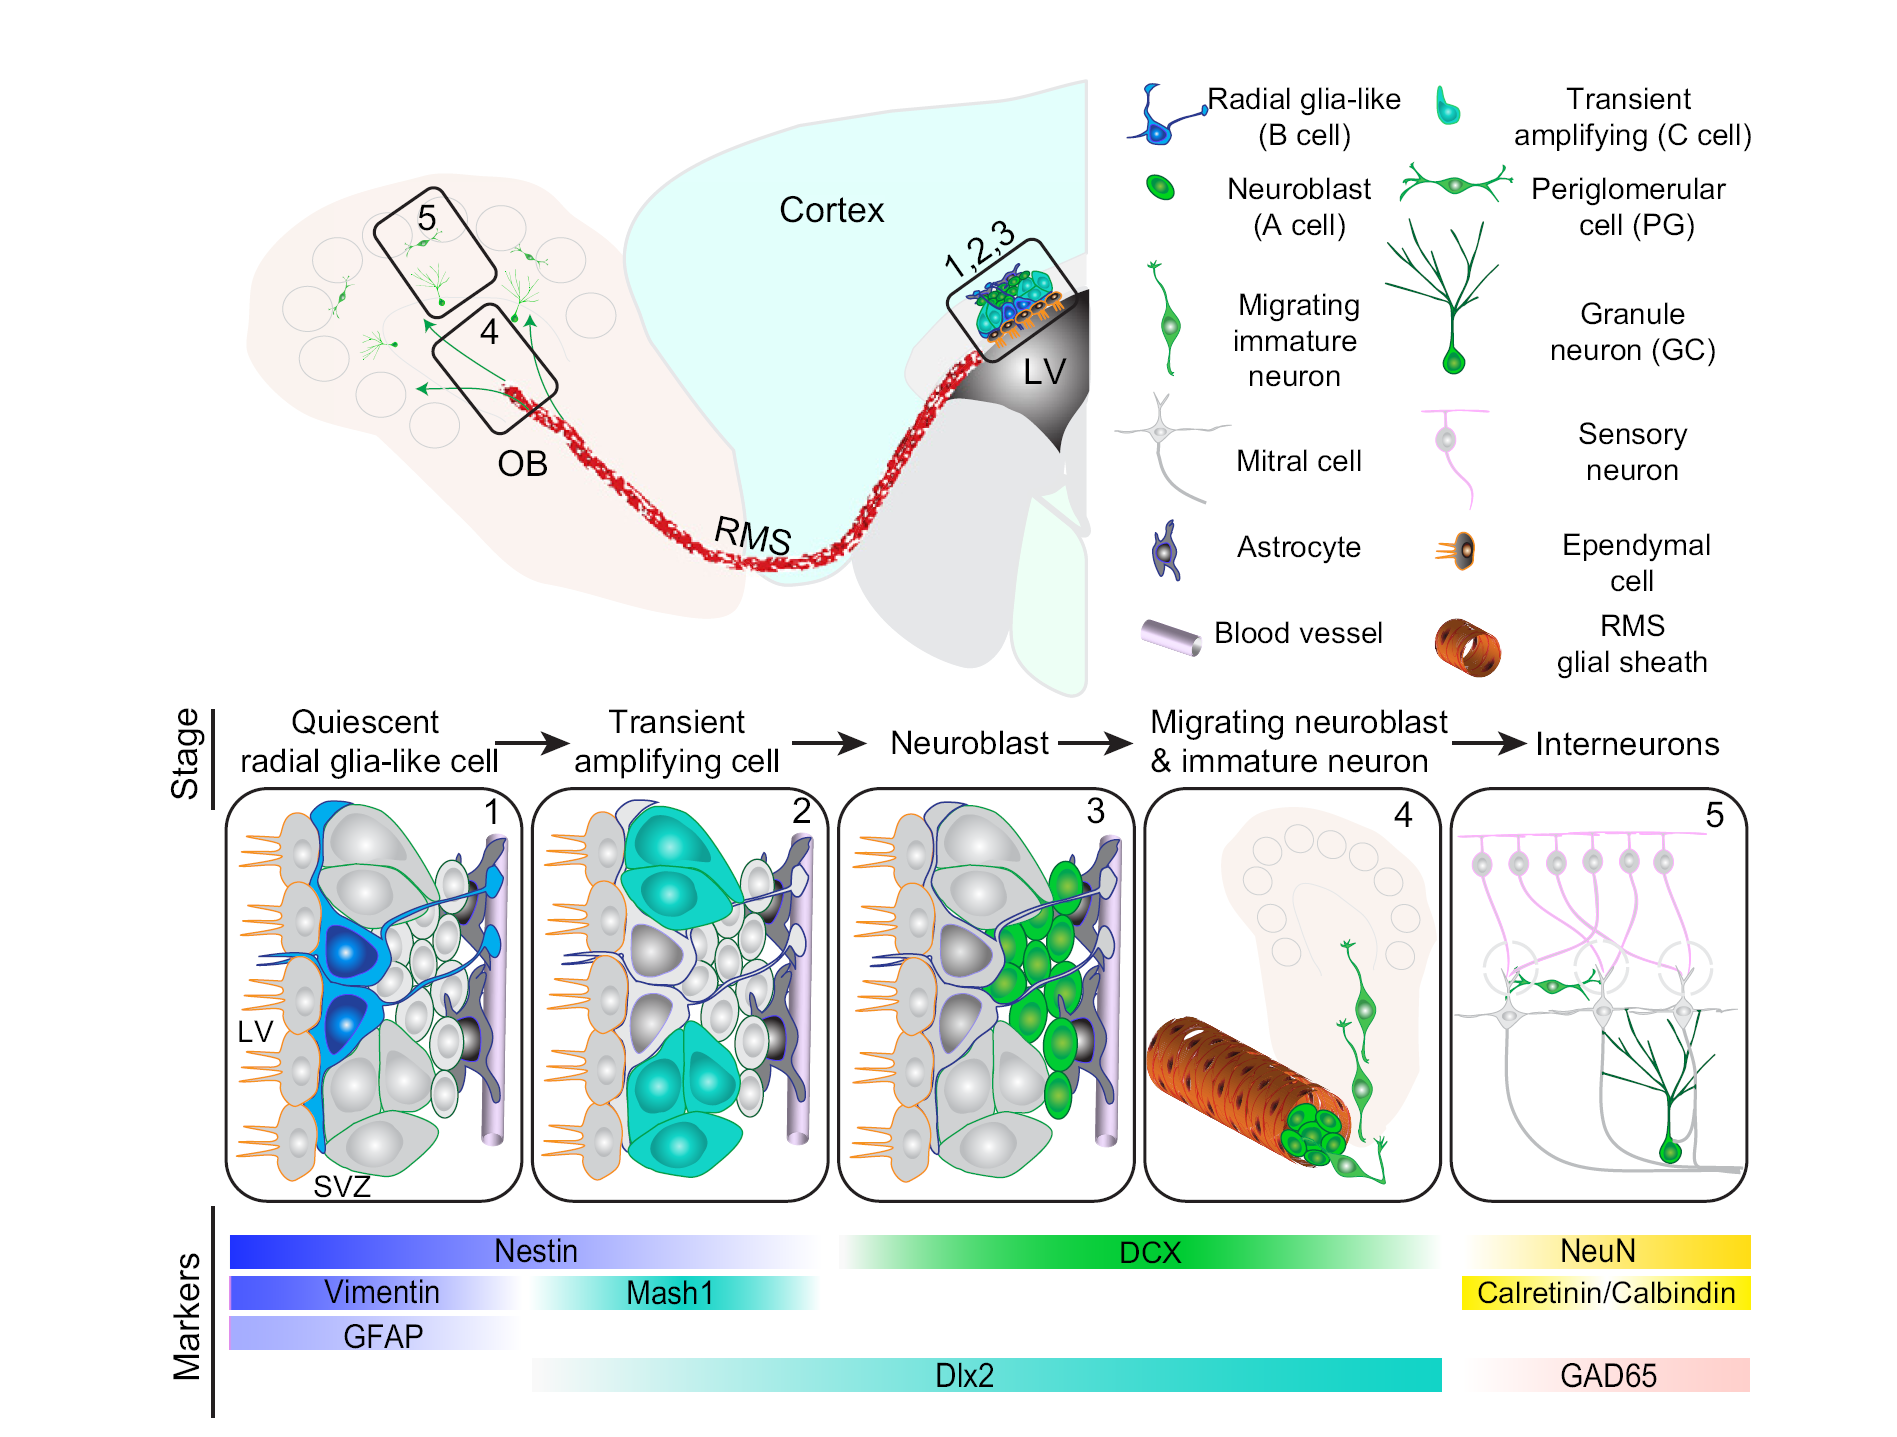 Cortex
5
4
1,2,3
LV
OB
RMS
Radial glia-like
(B cell)
Transient
amplifying (C cell)
Neuroblast
(A cell)
Periglomerular
cell (PG)
Migrating
immature
neuron
Granule
neuron (GC)
Mitral cell
Sensory
neuron
Astrocyte
Ependymal
cell
Blood vessel
RMS
glial sheath
Stage
Quiescent
radial glia-like cell
Transient
amplifying cell
Neuroblast
Migrating neuroblast
& immature neuron
Interneurons
1
2
3
4
5
LV
SVZ
Markers
Nestin
DCX
NeuN
Vimentin
Mash1
Calretinin/Calbindin
GFAP
Dlx2
GAD65